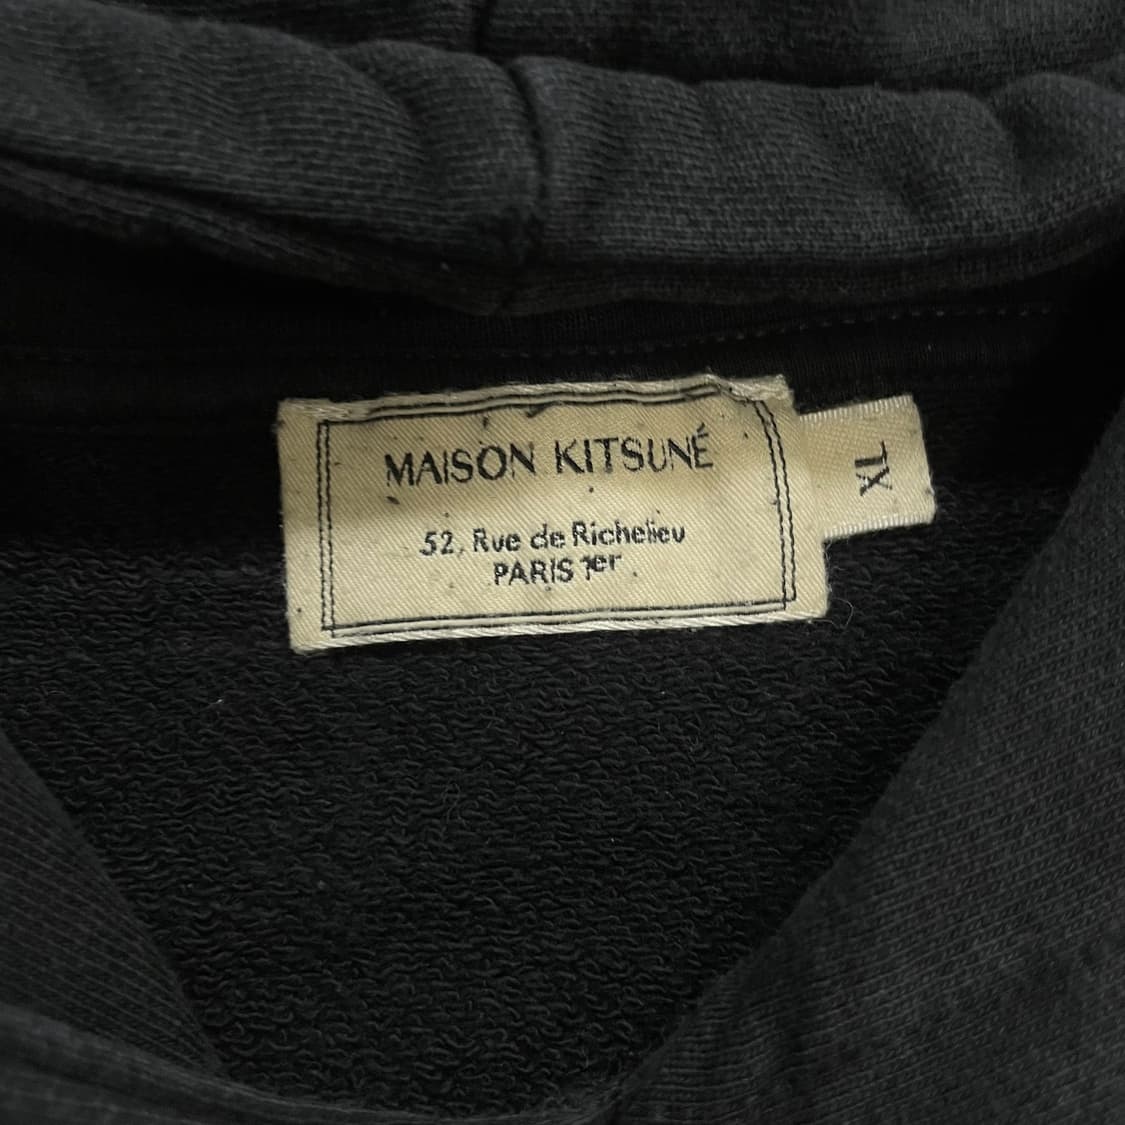 MAISON KITSUNÉ
52, Rue de Richelieu
PARIS 1er
XL